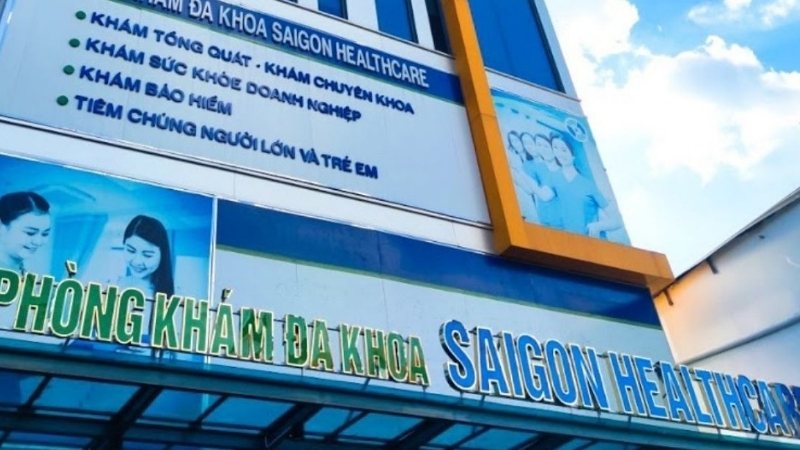 KHÁM ĐA KHOA SAIGON HEALTHCARE
• KHÁM TỔNG QUÁT - KHÁM CHUYÊN KHOA
• KHÁM SỨC KHỎE DOANH NGHIỆP
• KHÁM BẢO HIỂM
• TIÊM CHỦNG NGƯỜI LỚN VÀ TRẺ EM
PHÒNG KHÁM ĐA KHOA SAIGON HEALTHCARE